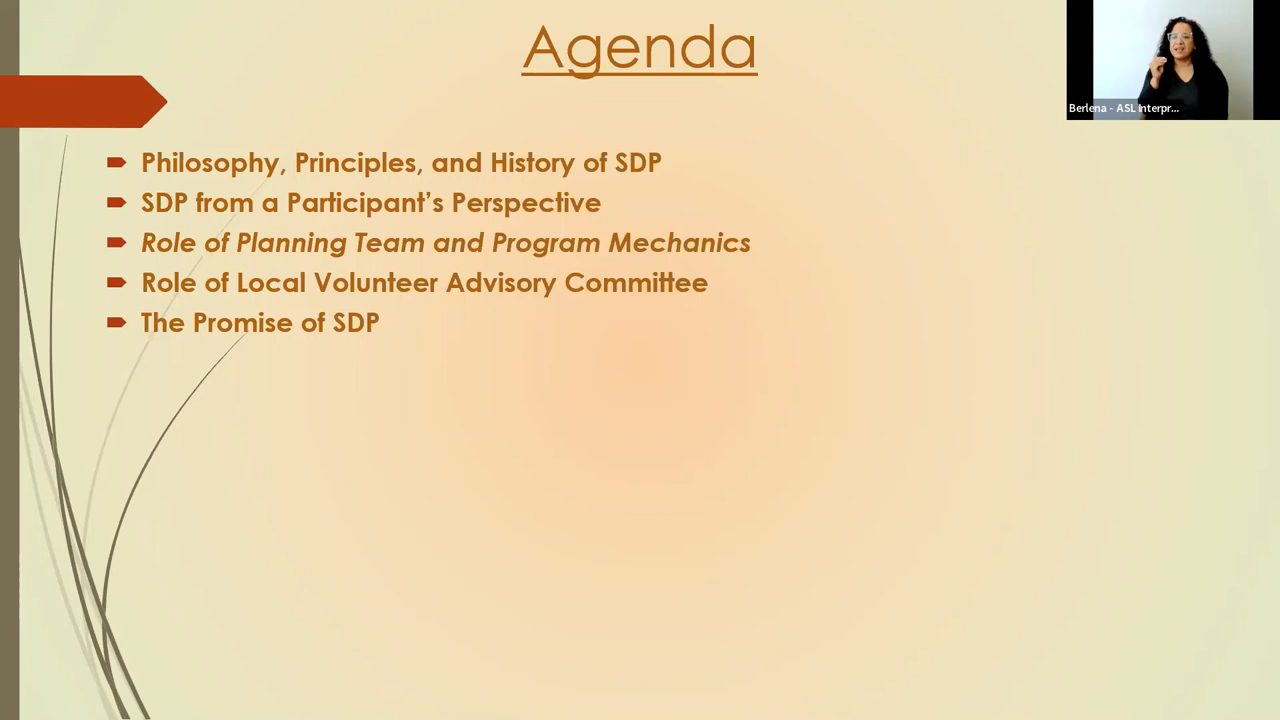 Agenda
Berlena - ASL Interpr...
Philosophy, Principles, and History of SDP
SDP from a Participant’s Perspective
Role of Planning Team and Program Mechanics
Role of Local Volunteer Advisory Committee
The Promise of SDP